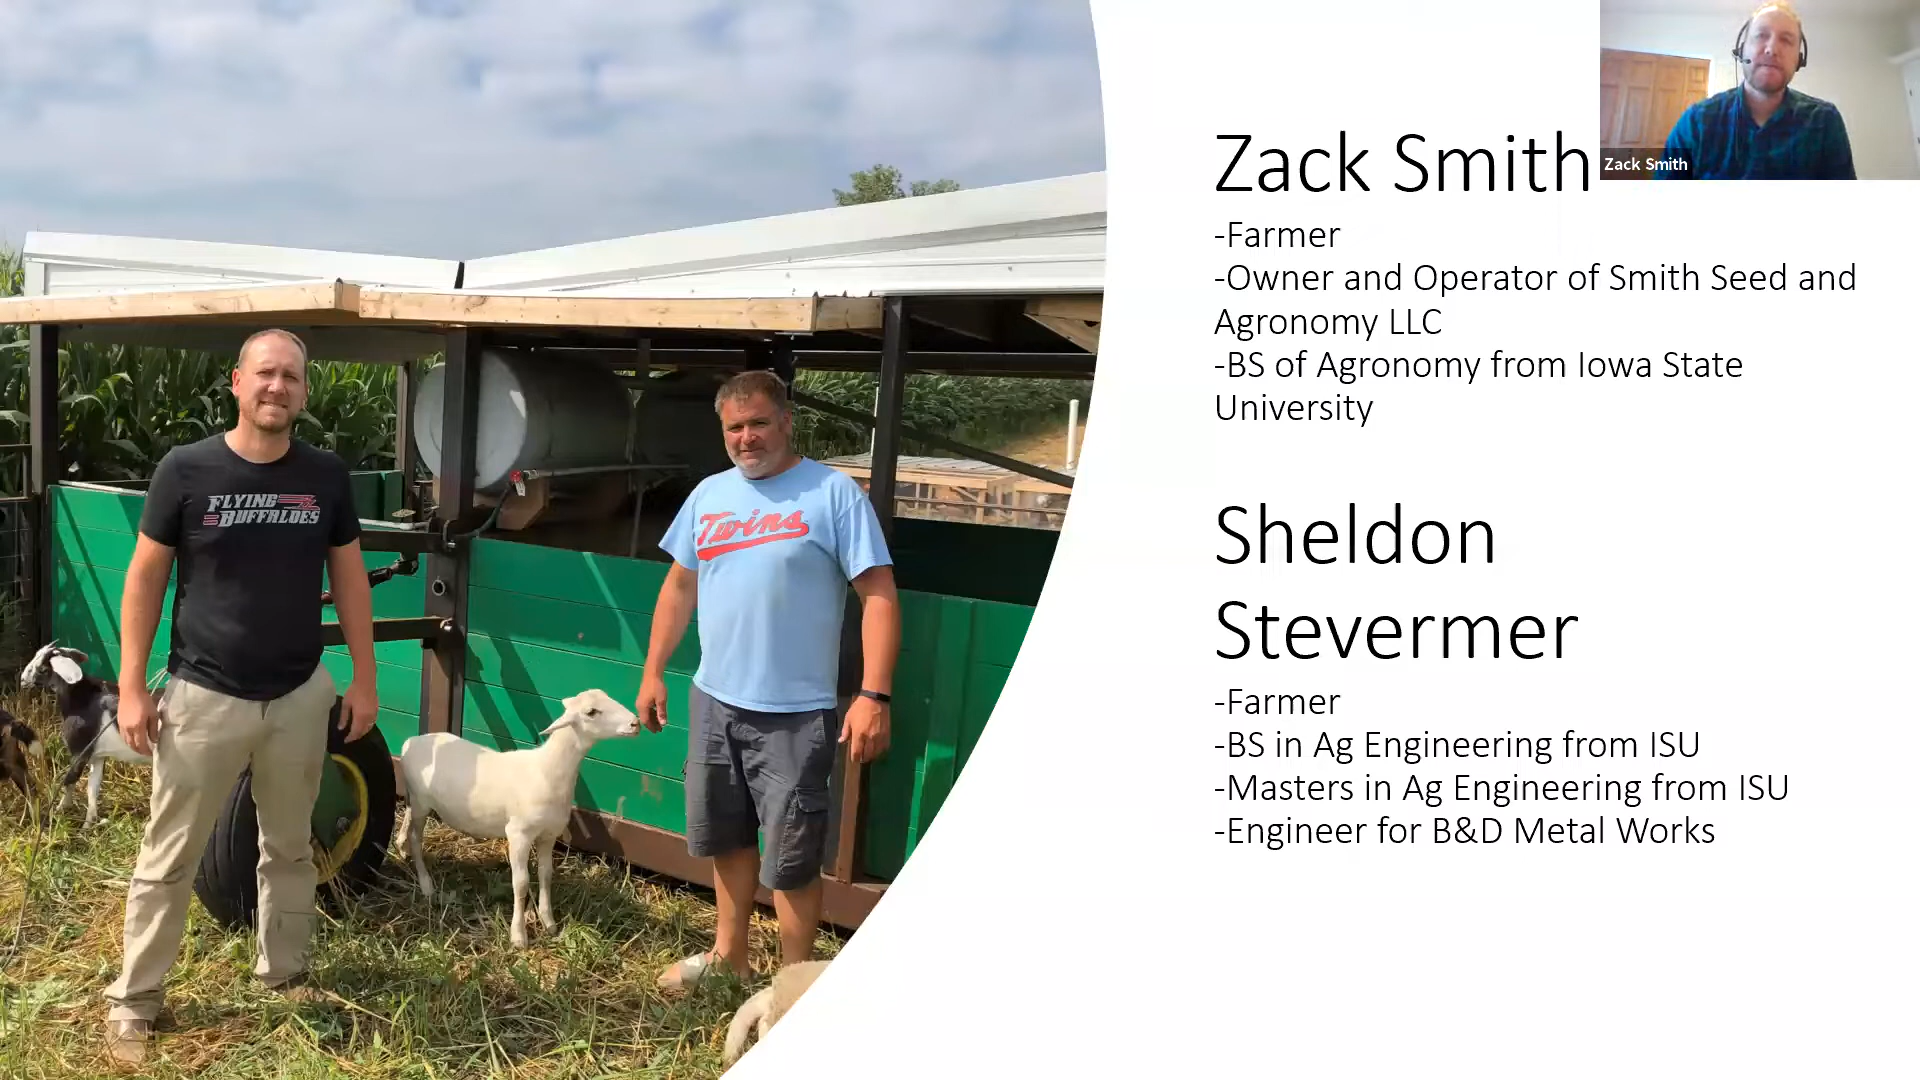 Zack Smith
-Farmer
-Owner and Operator of Smith Seed and
Agronomy LLC
-BS of Agronomy from Iowa State
University
Sheldon
Stevermer
-Farmer
-BS in Ag Engineering from ISU
-Masters in Ag Engineering from ISU
-Engineer for B&D Metal Works
Zack Smith
FLYING
BUFFALOES
Twins